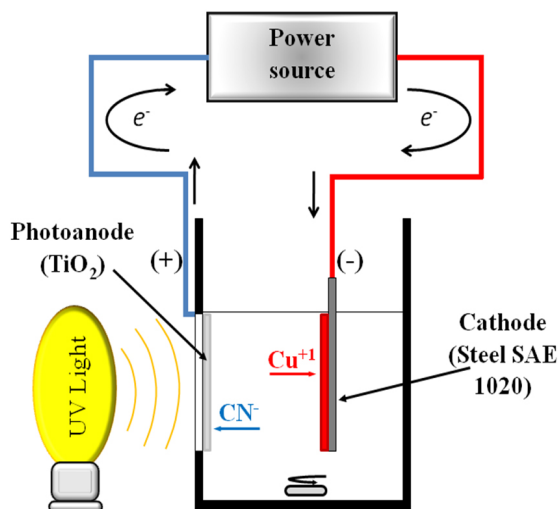 Power
source
e-
e-
Photoanode
(TiO₂)
(+)
(-)
UV Light
Cu⁺¹
CN⁻
Cathode
(Steel SAE
1020)